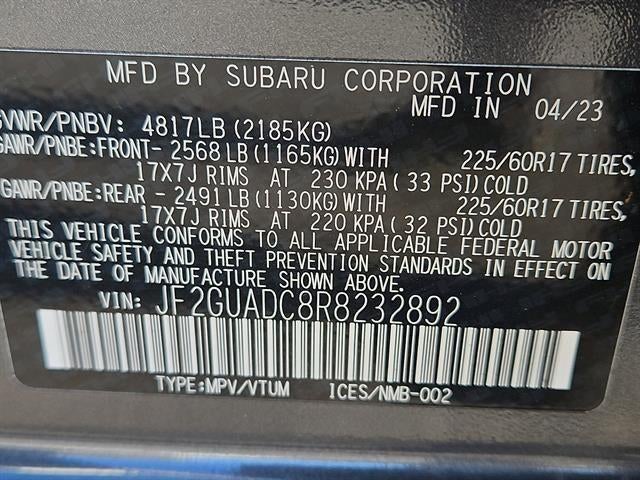 MFD BY SUBARU CORPORATION
MFD IN 04/23
GVWR/PNBV: 4817LB (2185KG)
GAWR/PNBE: FRONT- 2568 LB (1165KG) WITH 225/60R17 TIRES,
17X7J RIMS AT 230 KPA ( 33 PSI) COLD
GAWR/PNBE: REAR - 2491 LB (1130KG) WITH 225/60R17 TIRES,
17X7J RIMS AT 220 KPA ( 32 PSI) COLD
THIS VEHICLE CONFORMS TO ALL APPLICABLE FEDERAL MOTOR
VEHICLE SAFETY AND THEFT PREVENTION STANDARDS IN EFFECT ON
THE DATE OF MANUFACTURE SHOWN ABOVE.
VIN: JF2GUADC8R8232892
TYPE:MPV/VTUM ICES/NMB-002